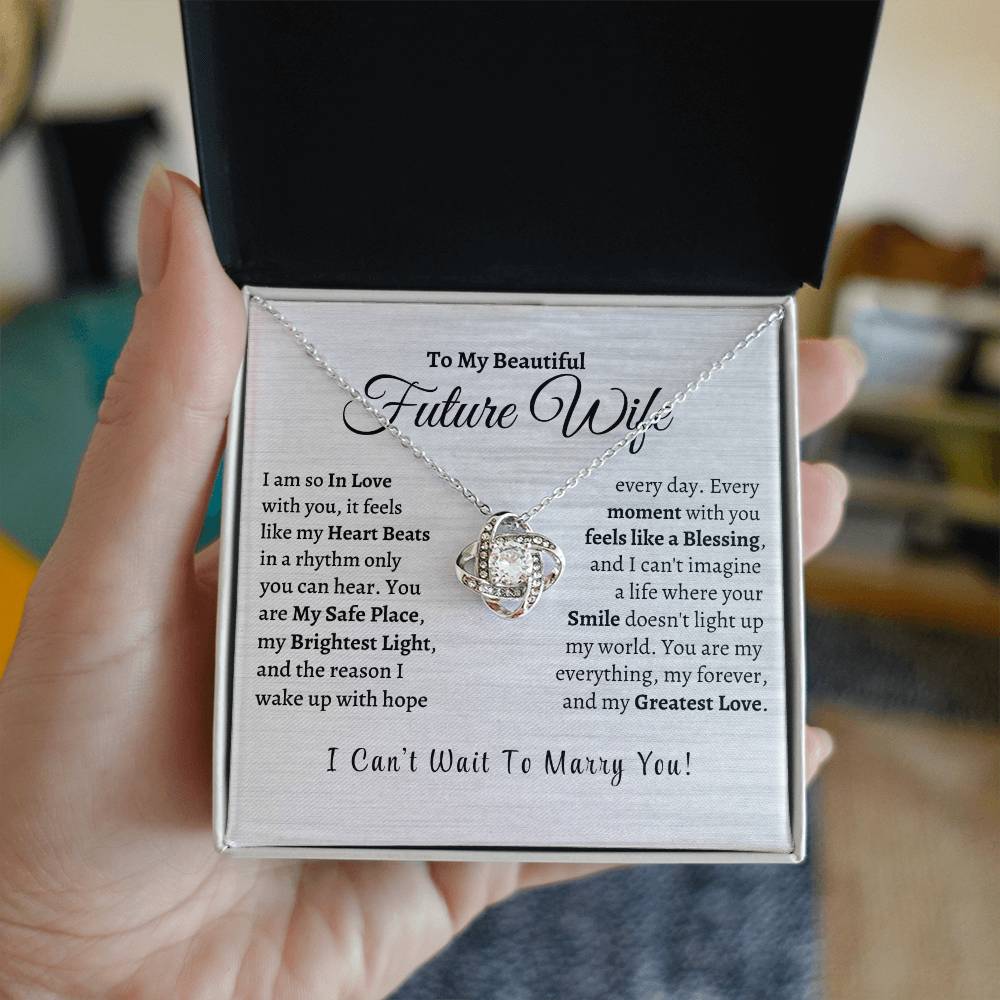 To My Beautiful
Future Wife
I am so In Love
with you, it feels
like my Heart Beats
in a rhythm only
you can hear. You
are My Safe Place,
my Brightest Light,
and the reason I
wake up with hope
every day. Every
moment with you
feels like a Blessing,
and I can't imagine
a life where your
Smile doesn't light up
my world. You are my
everything, my forever,
and my Greatest Love.
I Can't Wait To Marry You!